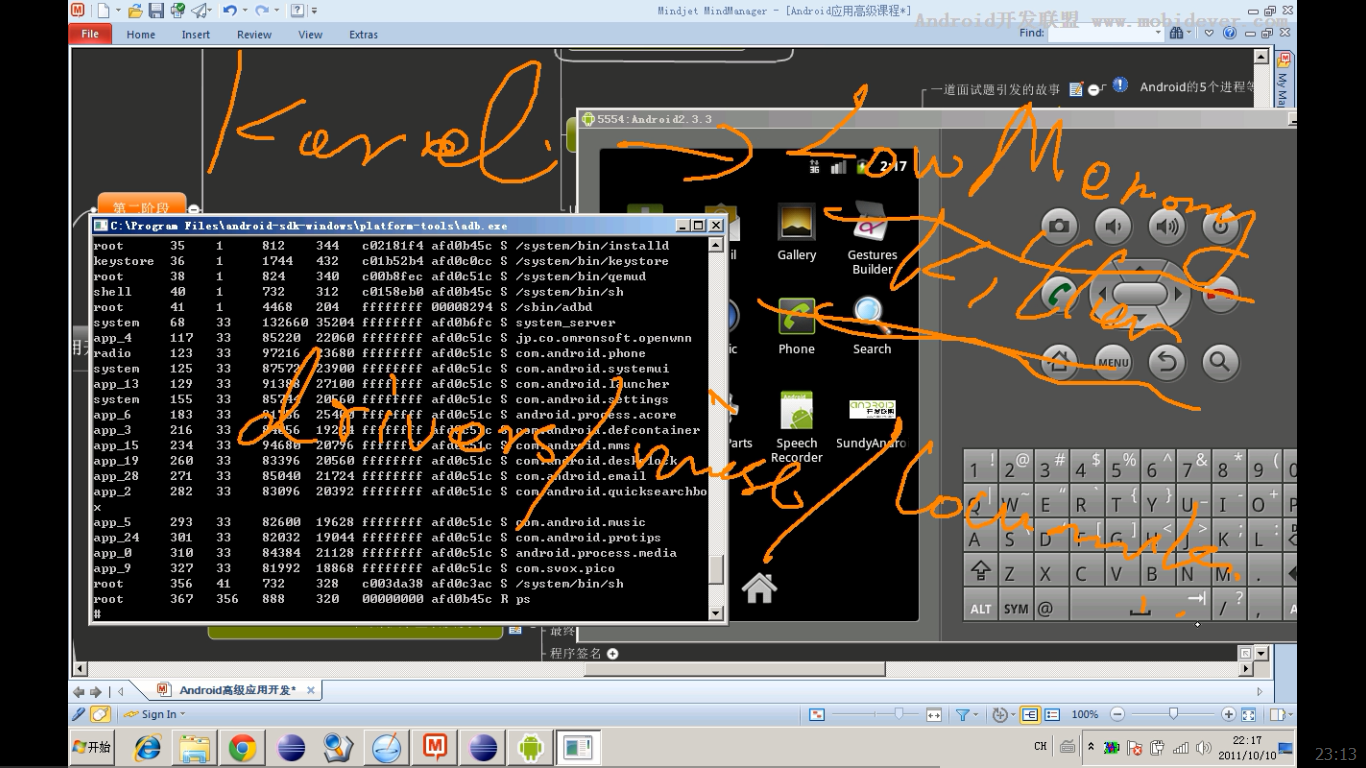 Mindjet MindManager - [Android应用高级课程*]
Android开发联盟 www.mobidever.com
File Home Insert Review View Extras
Find:
Kernel:
一道面试题引发的故事
Android的5个进程等
My Ma
5554:Android2.3.3
3G 2:17
Low Memory
第二阶段
C:\Program Files\android-sdk-windows\platform-tools\adb.exe
root 35 1 812 344 c02181f4 afd0b45c S /system/bin/installd
keystore 36 1 1744 432 c01b52b4 afd0c0cc S /system/bin/keystore
root 38 1 824 340 c00b8fec afd0c51c S /system/bin/qemud
shell 40 1 732 312 c0158eb0 afd0b45c S /system/bin/sh
root 41 1 4468 204 ffffffff 00008294 S /sbin/adbd
system 68 33 132660 35204 ffffffff afd0b6fc S system_server
app_4 117 33 85220 22060 ffffffff afd0c51c S jp.co.omronsoft.openwnn
radio 123 33 97216 23680 ffffffff afd0c51c S com.android.phone
system 125 33 87572 23900 ffffffff afd0c51c S com.android.systemui
app_13 129 33 91388 27100 ffffffff afd0c51c S com.android.launcher
system 155 33 85744 20560 ffffffff afd0c51c S com.android.settings
app_6 183 33 ffffffff afd0c51c S android.process.acore
app_3 216 33 19224 ffffffff afd0c51c S com.android.defcontainer
app_15 234 33 94680 20796 ffffffff afd0c51c S com.android.mms
app_19 260 33 83396 20560 ffffffff afd0c51c S com.android.deskclock
app_28 271 33 85040 21724 ffffffff afd0c51c S com.android.email
app_2 282 33 83096 20392 ffffffff afd0c51c S com.android.quicksearchbo
x
app_5 293 33 82600 19628 ffffffff afd0c51c S com.android.music
app_24 301 33 82032 19044 ffffffff afd0c51c S com.android.protips
app_0 310 33 84384 21128 ffffffff afd0c51c S android.process.media
app_9 327 33 81992 18868 ffffffff afd0c51c S com.svox.pico
root 356 41 732 328 c003da38 afd0c3ac S /system/bin/sh
root 367 356 888 320 00000000 afd0b45c R ps
#
Gallery
Gestures
Builder
Killer
Phone
Search
MENU
drivers/
Speech
Recorder
SundyAndro
1 ! 2 @ 3 # 4 $ 5 % 6 ^ 7 & 8 * 9 ( 0
Q W ~ E " R T { Y } U _ I - O + P
A S D F [ G ] H < J > K ; L :
Z X C V B N M .
ALT SYM @ / ? ,
程序签名
Android高级应用开发*
Sign In
100%
开始
CH
22:17
2011/10/10
23:13